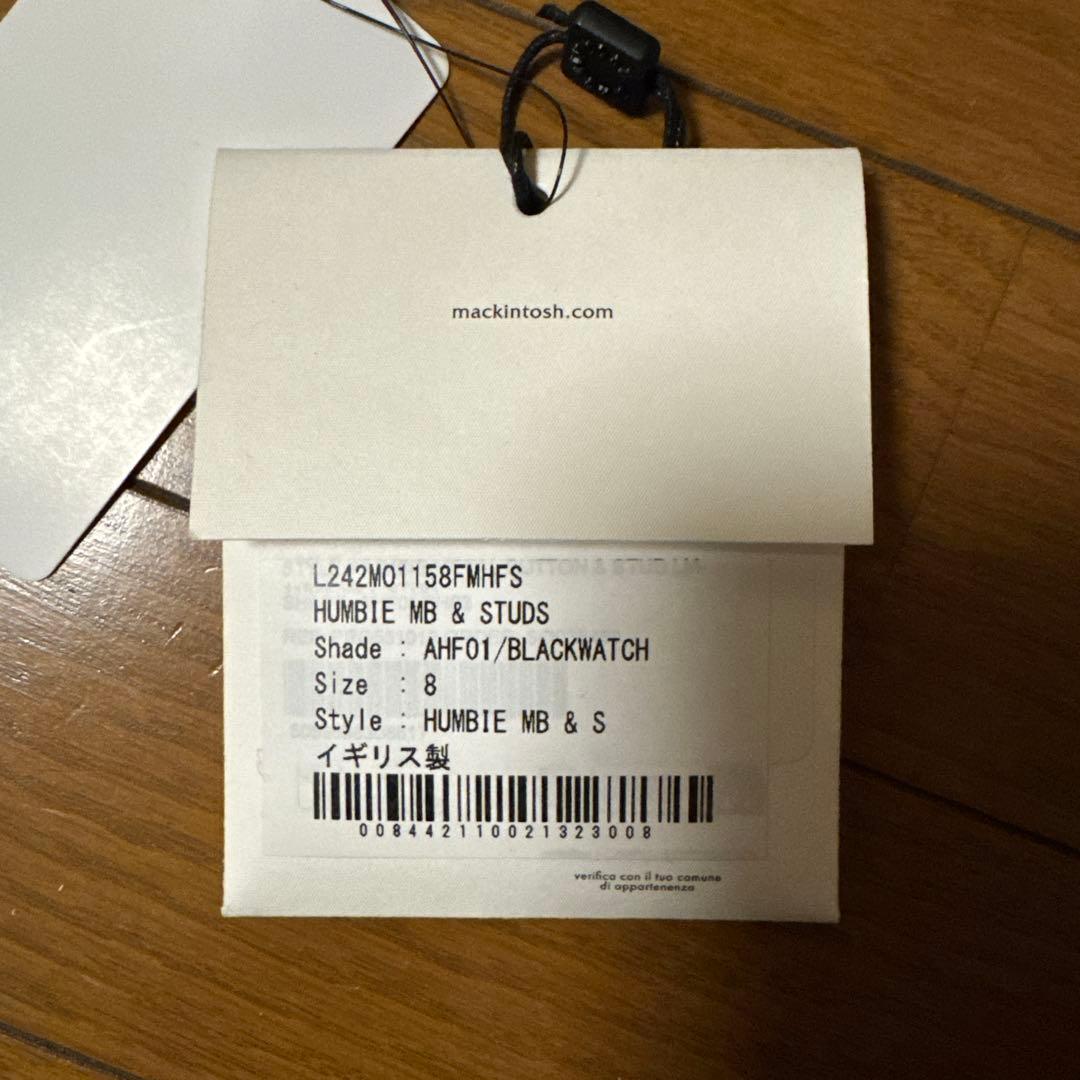 mackintosh.com
L242M01158FMHFS
HUMBIE MB & STUDS
Shade : AHF01/BLACKWATCH
Size : 8
Style : HUMBIE MB & S
イギリス製
008442110021323008
verifica con il tuo comune
di appartenenza